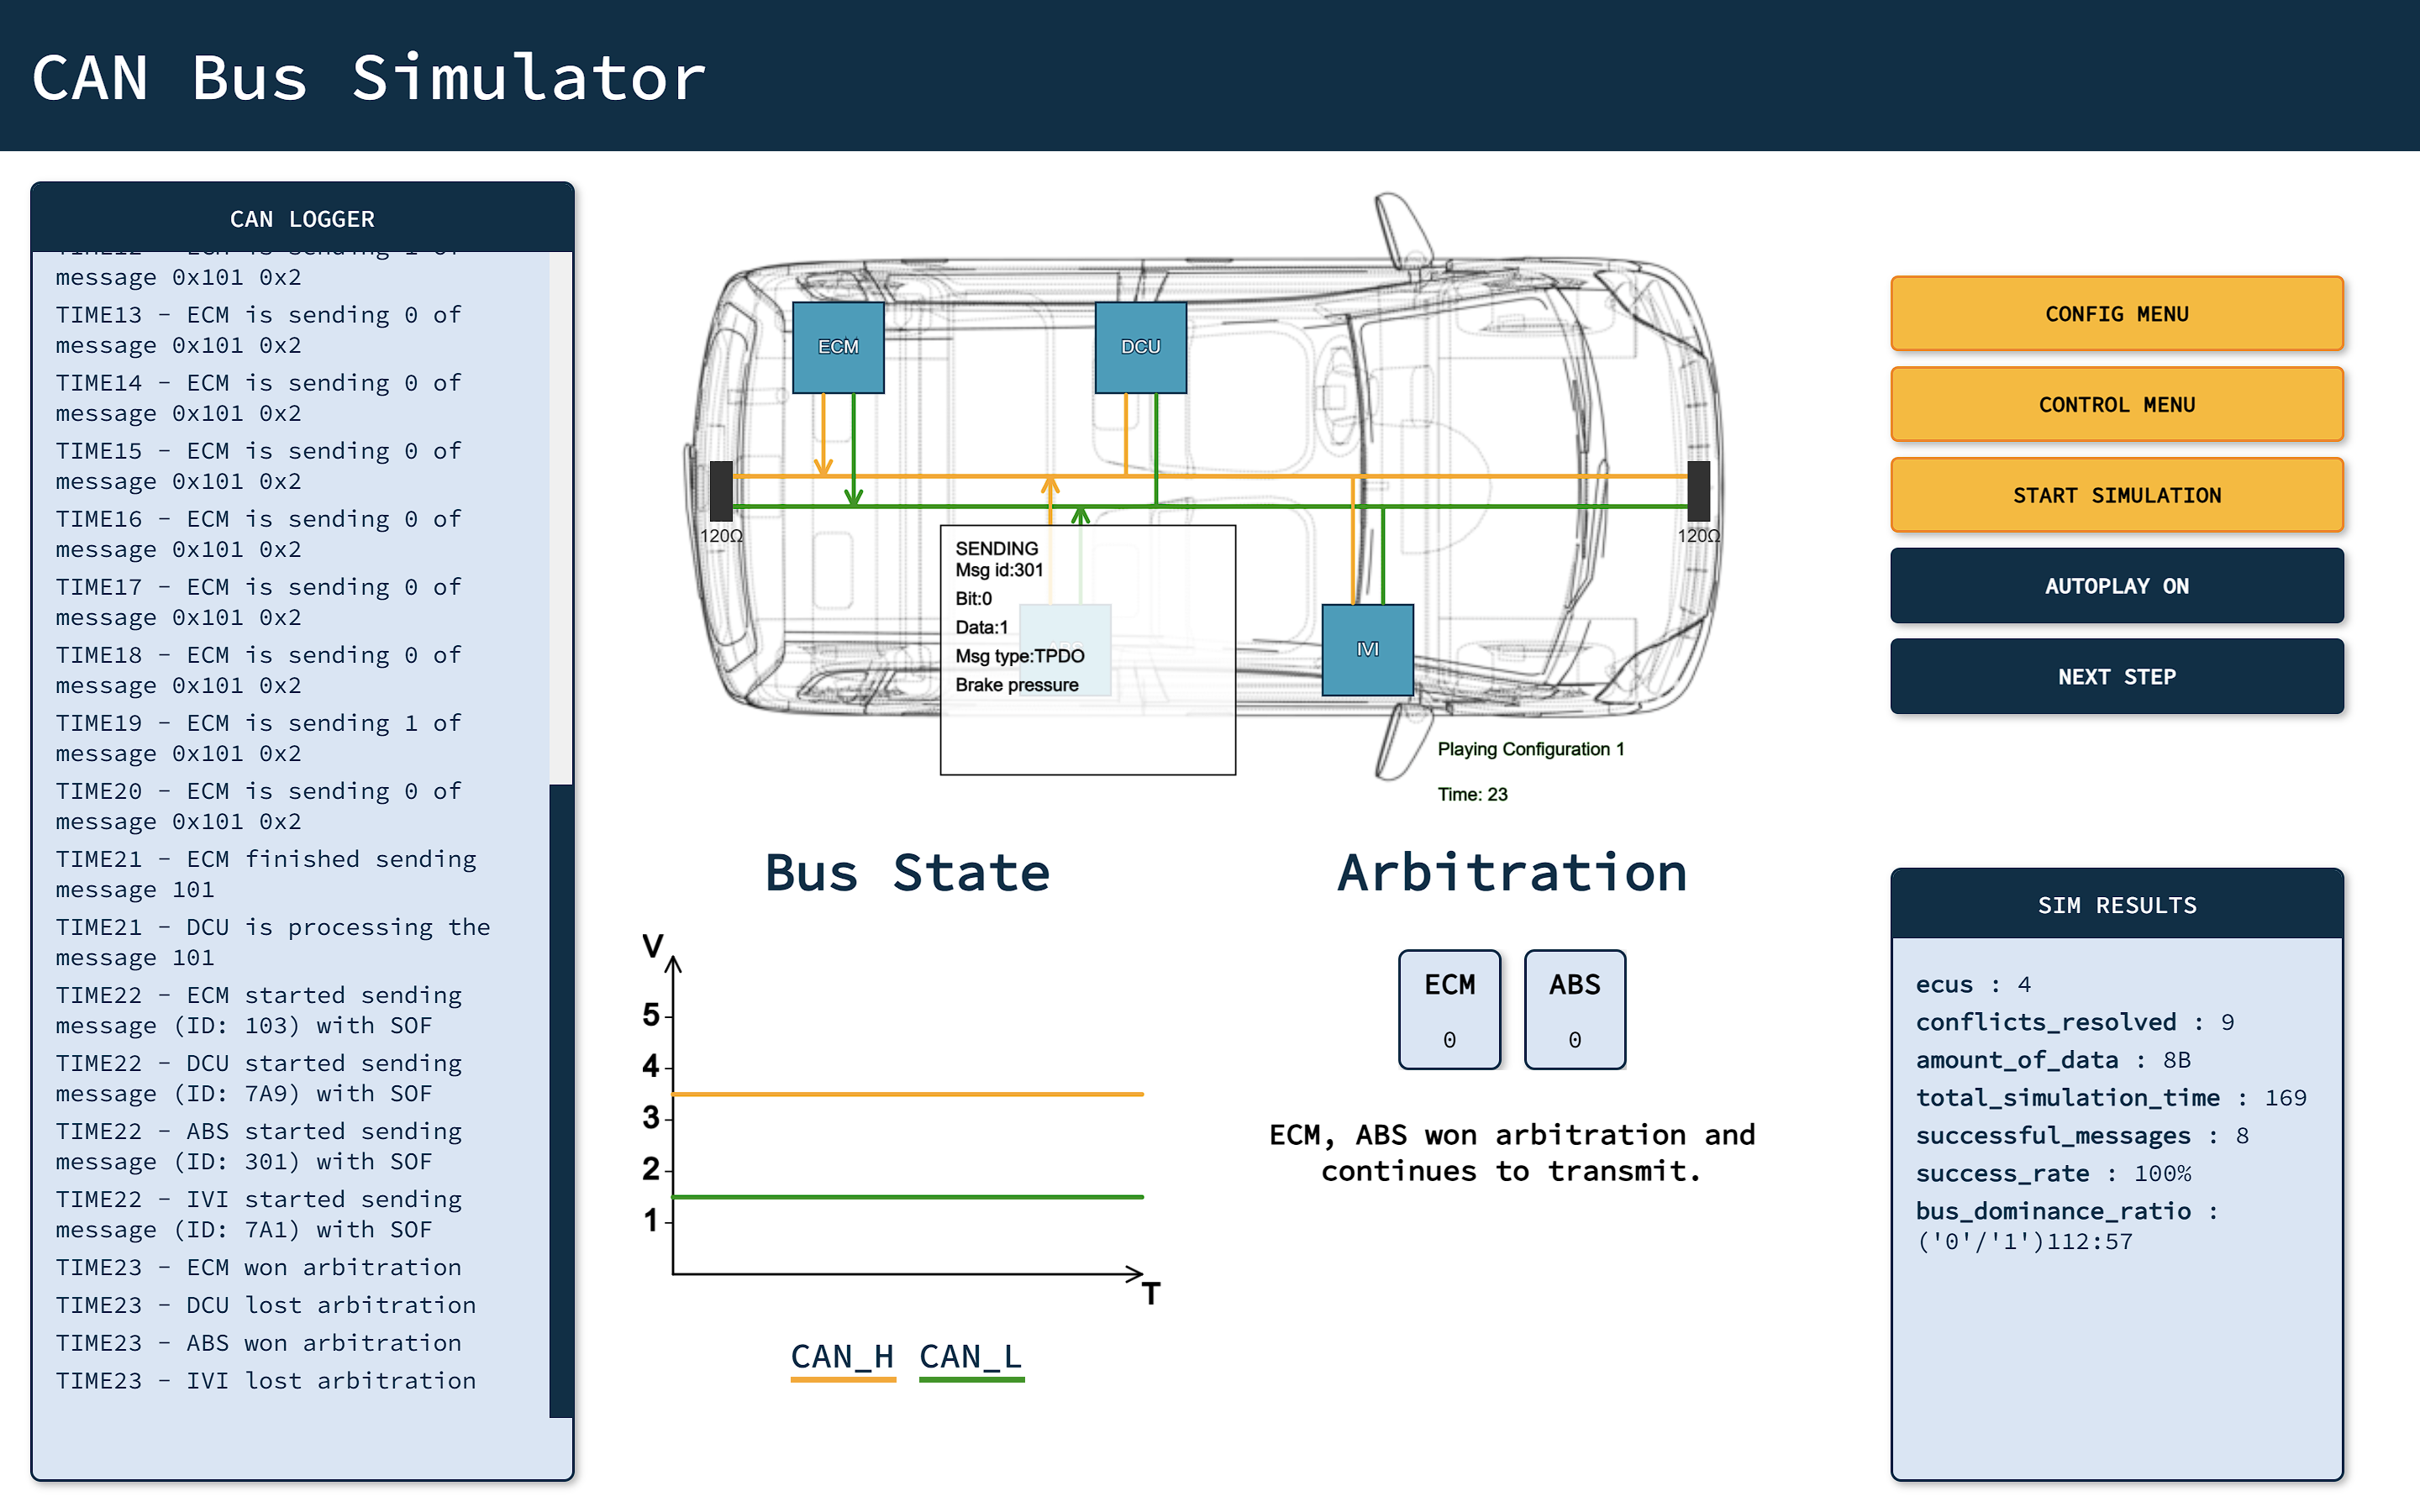 CAN Bus Simulator
CAN LOGGER
TIME12 - ECM is sending 1 of
message 0x101 0x2
TIME13 - ECM is sending 0 of
message 0x101 0x2
TIME14 - ECM is sending 0 of
message 0x101 0x2
TIME15 - ECM is sending 0 of
message 0x101 0x2
TIME16 - ECM is sending 0 of
message 0x101 0x2
TIME17 - ECM is sending 0 of
message 0x101 0x2
TIME18 - ECM is sending 0 of
message 0x101 0x2
TIME19 - ECM is sending 1 of
message 0x101 0x2
TIME20 - ECM is sending 0 of
message 0x101 0x2
TIME21 - ECM finished sending
message 101
TIME21 - DCU is processing the
message 101
TIME22 - ECM started sending
message (ID: 103) with SOF
TIME22 - DCU started sending
message (ID: 7A9) with SOF
TIME22 - ABS started sending
message (ID: 301) with SOF
TIME22 - IVI started sending
message (ID: 7A1) with SOF
TIME23 - ECM won arbitration
TIME23 - DCU lost arbitration
TIME23 - ABS won arbitration
TIME23 - IVI lost arbitration
ECM
DCU
120Ω
120Ω
SENDING
Msg id:301
Bit:0
Data:1
Msg type:TPDO
Brake pressure
IVI
Playing Configuration 1
Time: 23
Bus State
V
5
4
3
2
1
T
CAN_H CAN_L
Arbitration
ECM
0
ABS
0
ECM, ABS won arbitration and
continues to transmit.
CONFIG MENU
CONTROL MENU
START SIMULATION
AUTOPLAY ON
NEXT STEP
SIM RESULTS
ecus : 4
conflicts_resolved : 9
amount_of_data : 8B
total_simulation_time : 169
successful_messages : 8
success_rate : 100%
bus_dominance_ratio :
('0'/'1')112:57